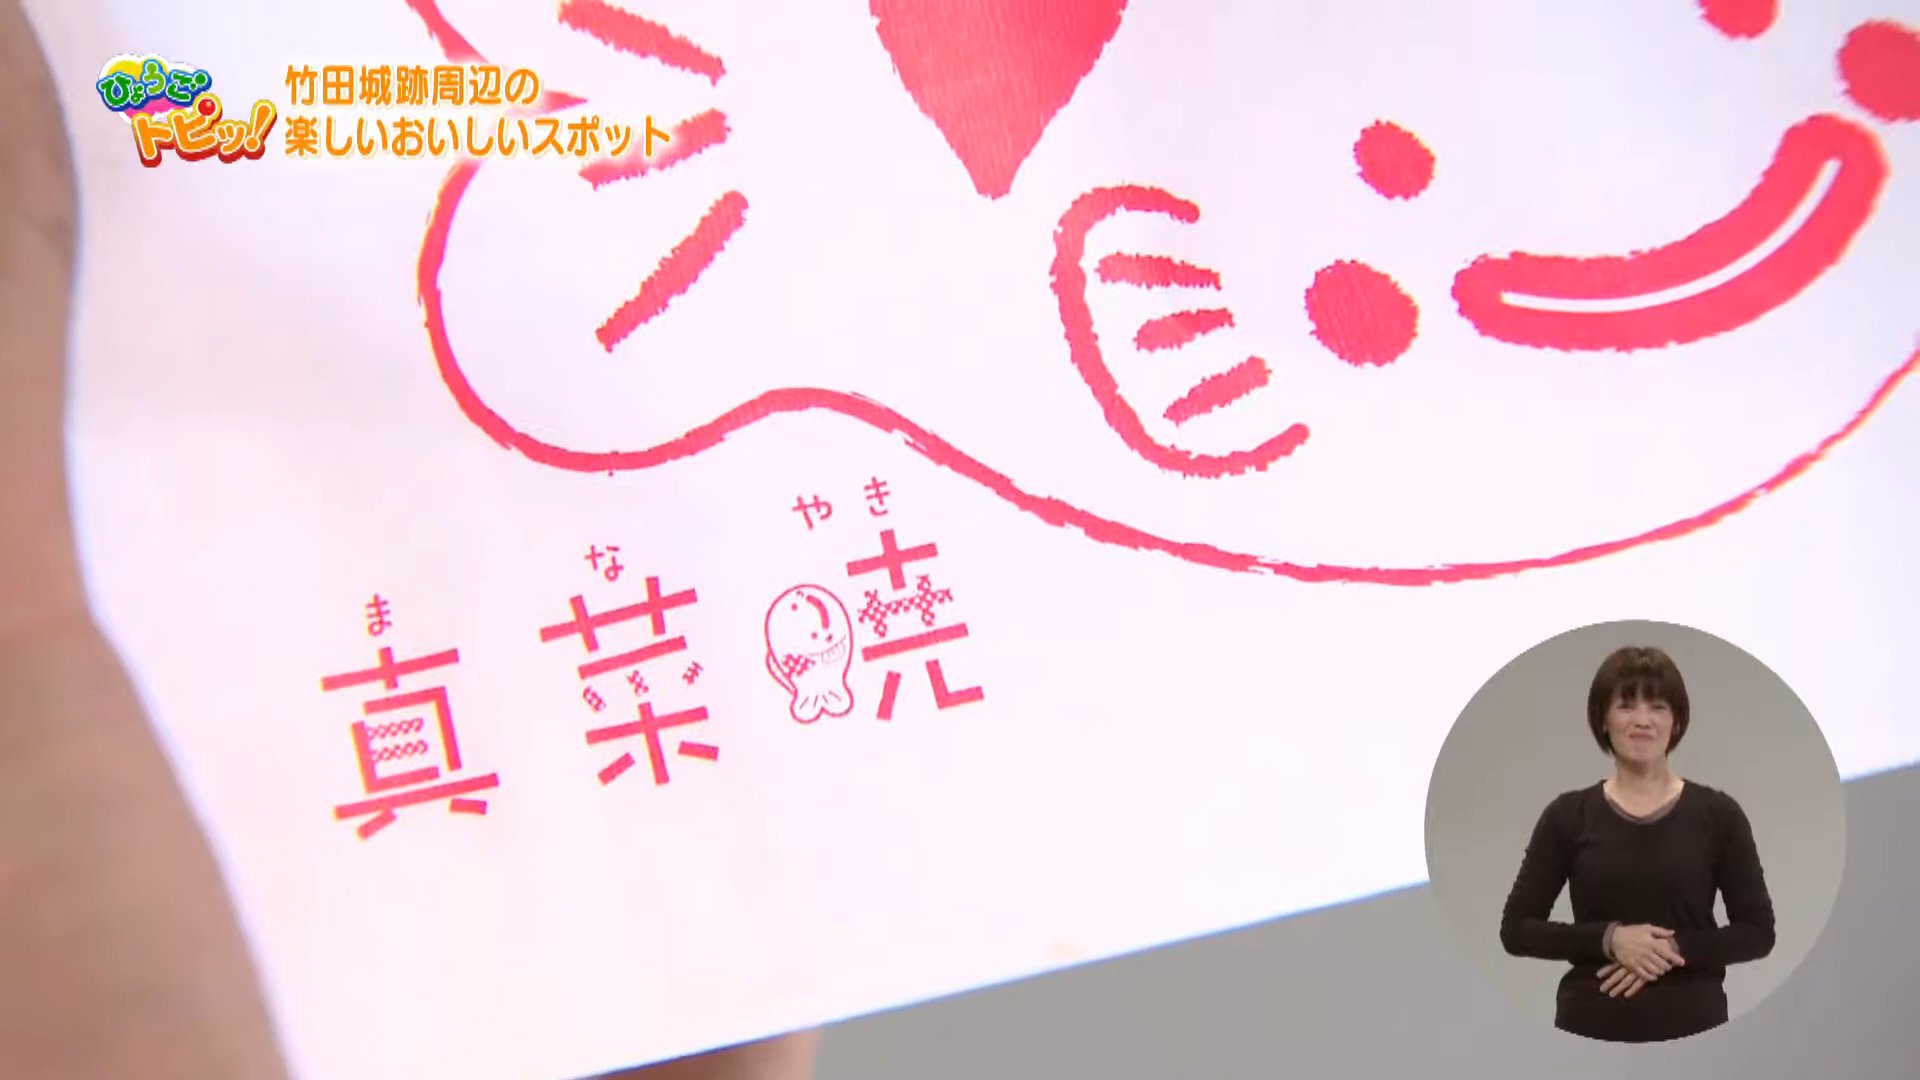 ひょうご
トピッ!
竹田城跡周辺の
楽しいおいしいスポット
まなやき
真菜焼